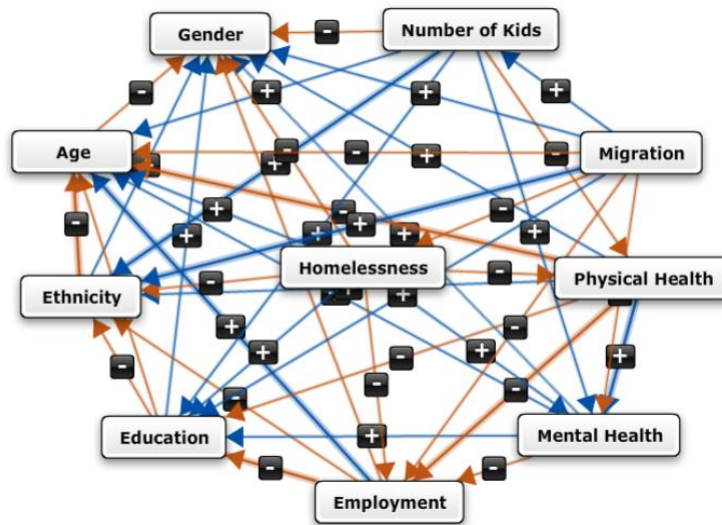 Number of Kids
Gender
Age
Migration
Homelessness
Physical Health
Ethnicity
Education
Mental Health
Employment